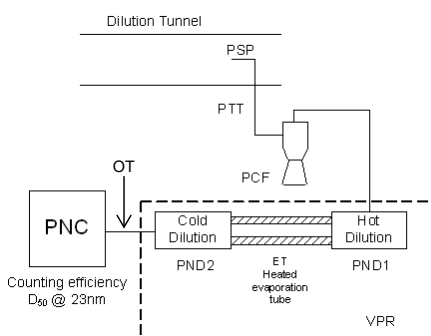 Dilution Tunnel
PSP
PTT
PCF
OT
PNC
Cold
Dilution
Hot
Dilution
PND2
ET
Heated
evaporation
tube
PND1
Counting efficiency
D50 @ 23nm
VPR